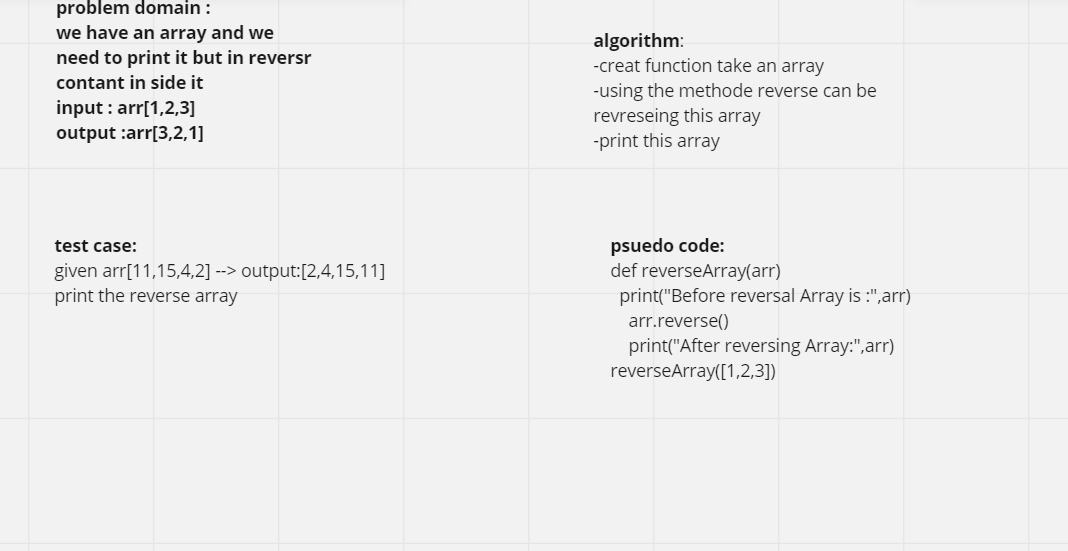 problem domain :
we have an array and we
need to print it but in reversr
contant in side it
input : arr[1,2,3]
output :arr[3,2,1]
algorithm:
-creat function take an array
-using the methode reverse can be
revreseing this array
-print this array
test case:
given arr[11,15,4,2] --> output:[2,4,15,11]
print the reverse array
psuedo code:
def reverseArray(arr)
print("Before reversal Array is :",arr)
arr.reverse()
print("After reversing Array:",arr)
reverseArray([1,2,3])